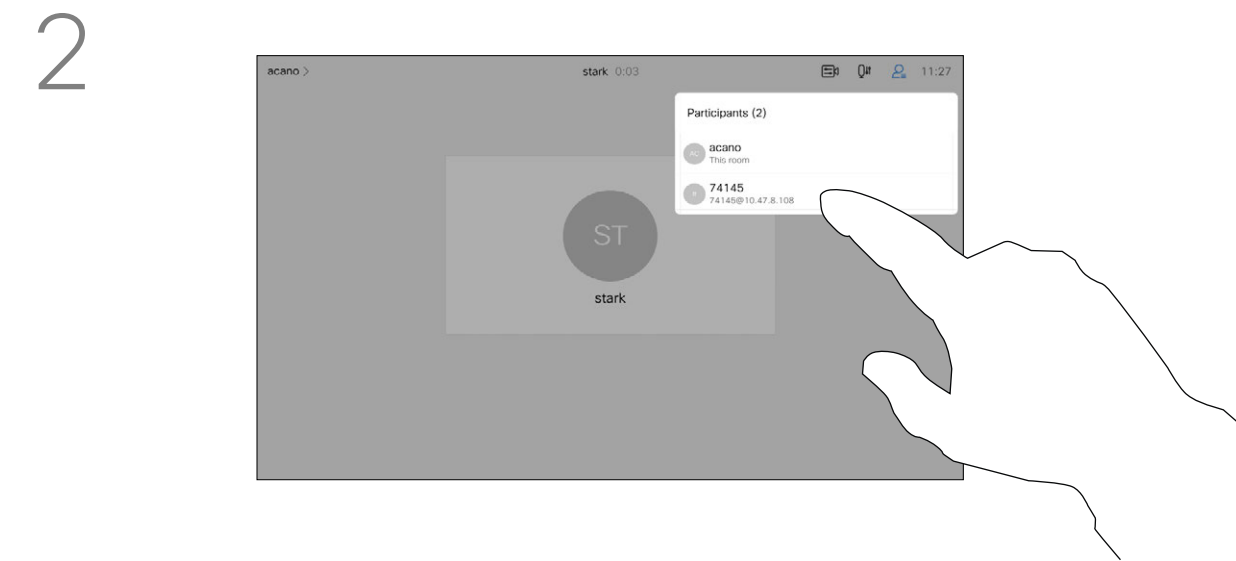 2
acano >
stark 0:03
11:27
Participants (2)
AC
acano
This room
74145
74145@10.47.8.108
ST
stark